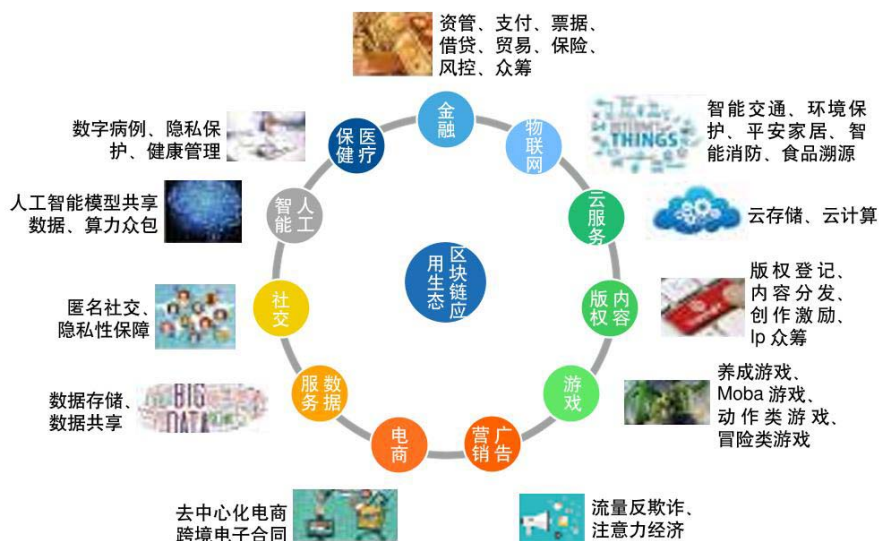 资管、支付、票据、
借贷、贸易、保险、
风控、众筹
金融
物联网
智能交通、环境保
护、平安家居、智
能消防、食品溯源
THINGS
云服务
云存储、云计算
内容
版权
版权登记、
内容分发、
创作激励、
Ip 众筹
游戏
养成游戏、
Moba 游戏、
动作类游戏、
冒险类游戏
广告
营销
流量反欺诈、
注意力经济
电商
去中心化电商
跨境电子合同
数据
服务
BIG
DATA
数据存储、
数据共享
社交
匿名社交、
隐私性保障
人工
智能
人工智能模型共享
数据、算力众包
医疗
保健
数字病例、隐私保
护、健康管理
区块链应
用生态